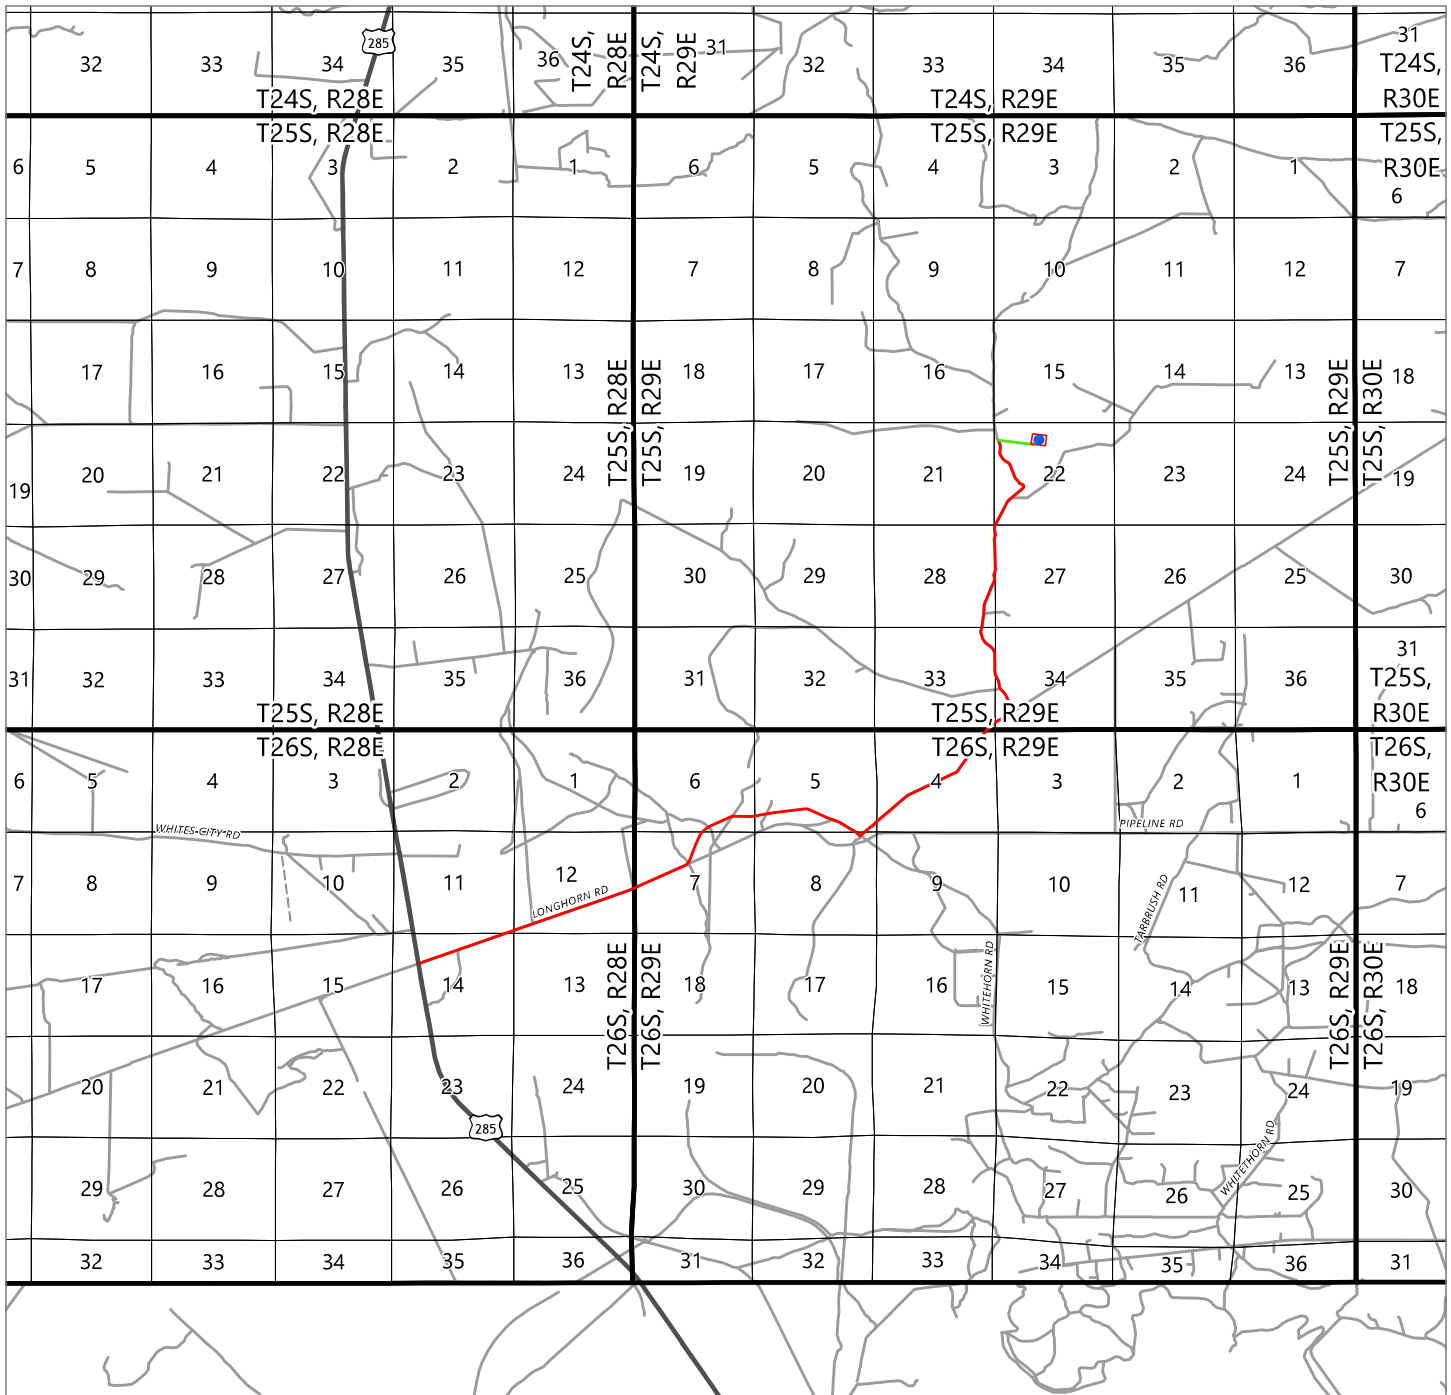 285
32 33 34 35 36 T24S, R28E T24S, R29E 31 32 33 34 35 36 31
T24S, R30E
T24S, R28E T24S, R29E
T25S, R28E T25S, R29E T25S, R30E
6 5 4 3 2 1 6 5 4 3 2 1 6
7 8 9 10 11 12 7 8 9 10 11 12 7
17 16 15 14 13 T25S, R28E T25S, R29E 18 17 16 15 14 13 T25S, R29E T25S, R30E 18
19 20 21 22 23 24 19 20 21 22 23 24 19
30 29 28 27 26 25 30 29 28 27 26 25 30
31 32 33 34 35 36 31 32 33 34 35 36 31
T25S, R30E
T25S, R28E T25S, R29E
T26S, R28E T26S, R29E T26S, R30E
6 5 4 3 2 1 6 5 4 3 2 1 6
WHITES CITY RD PIPELINE RD
7 8 9 10 11 12 7 8 9 10 11 12 7
LONGHORN RD
TARBRUSH RD
WHITEHORN RD
17 16 15 14 13 T26S, R28E T26S, R29E 18 17 16 15 14 13 T26S, R29E T26S, R30E 18
20 21 22 23 24 19 20 21 22 23 24 19
285
WHITETHORN RD
29 28 27 26 25 30 29 28 27 26 25 30
32 33 34 35 36 31 32 33 34 35 36 31